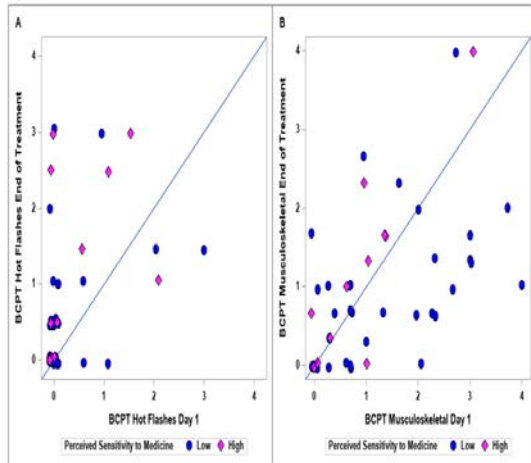 A
BCPT Hot Flashes End of Treatment
4
3
2
1
0
0 1 2 3 4
BCPT Hot Flashes Day 1
Perceived Sensitivity to Medicine Low High
B
BCPT Musculoskeletal End of Treatment
4
3
2
1
0
0 1 2 3 4
BCPT Musculoskeletal Day 1
Perceived Sensitivity to Medicine Low High